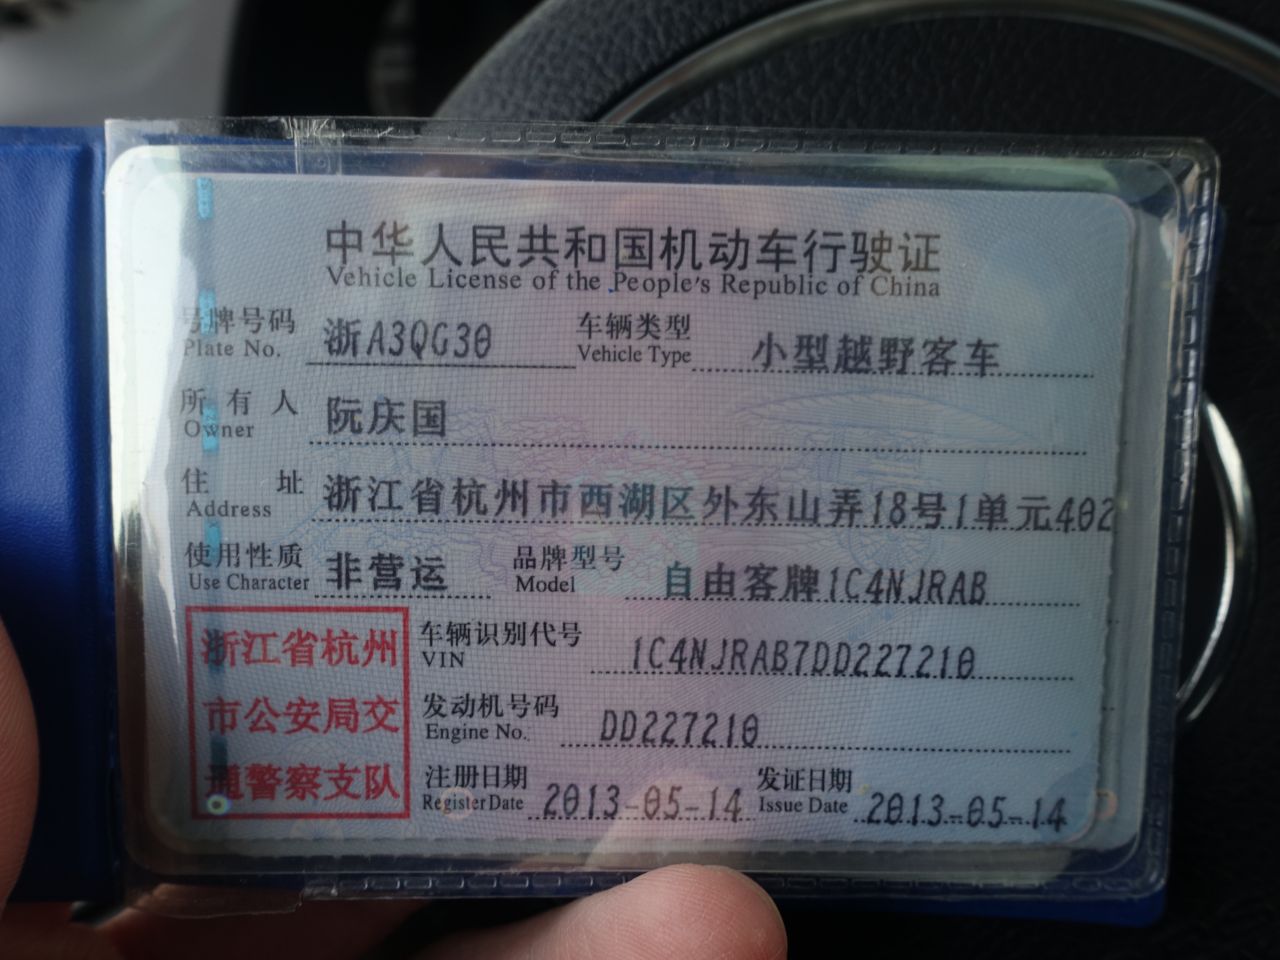 中华人民共和国机动车行驶证
Vehicle License of the People's Republic of China
号牌号码 浙A3QG30 车辆类型 小型越野客车
Plate No. Vehicle Type
所有人 阮庆国
Owner
住址 浙江省杭州市西湖区外东山弄18号1单元402
Address
使用性质 非营运 品牌型号 自由客牌1C4NJRAB
Use Character Model
浙江省杭州
市公安局交
通警察支队
车辆识别代号 1C4NJRAB7DD227210
VIN
发动机号码 DD227210
Engine No.
注册日期 2013-05-14 发证日期 2013-05-14
Register Date Issue Date